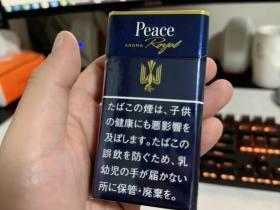 Peace
AROMA Royal
たばこの煙は、子供
の健康にも悪影響を
及ぼします。たばこの
誤飲を防ぐため、乳
幼児の手が届かない
所に保管・廃棄を。